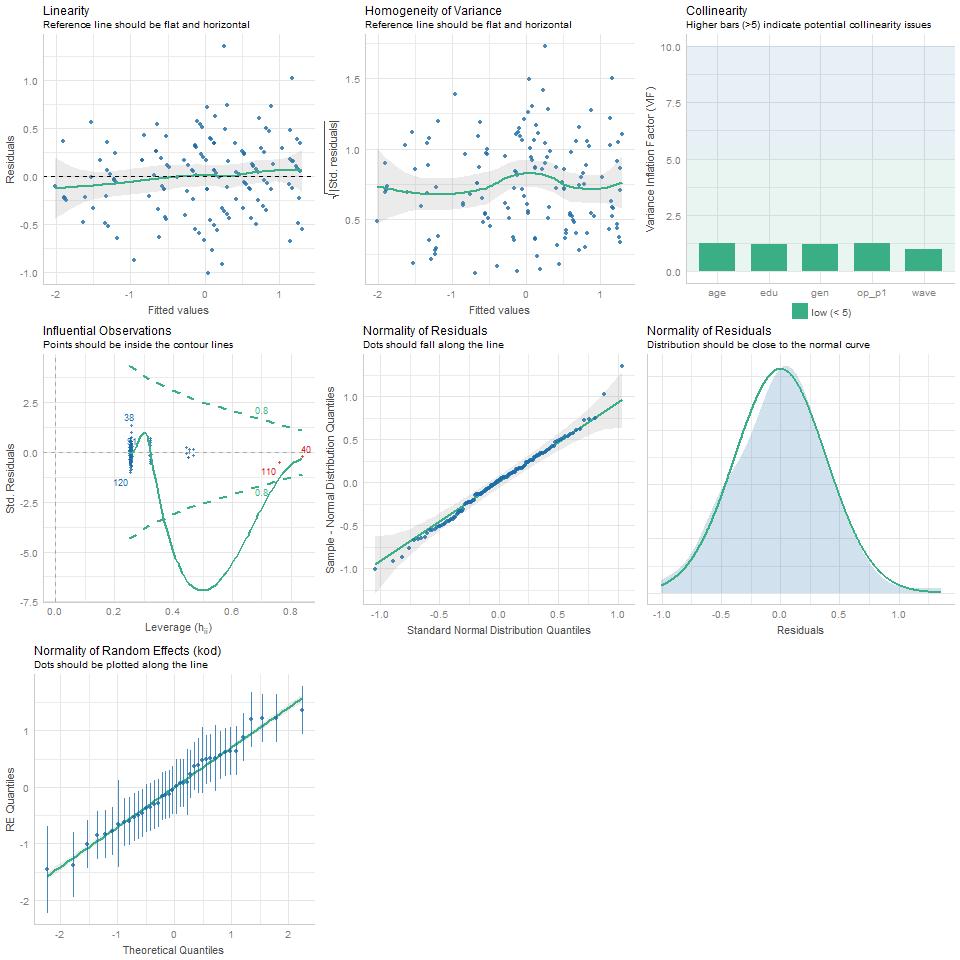 Linearity
Reference line should be flat and horizontal
Residuals
1.0
0.5
0.0
-0.5
-1.0
-2
-1
0
1
Fitted values
Homogeneity of Variance
Reference line should be flat and horizontal
√|Std. residuals|
1.5
1.0
0.5
-2
-1
0
1
Fitted values
Collinearity
Higher bars (>5) indicate potential collinearity issues
Variance Inflation Factor (VIF)
10.0
7.5
5.0
2.5
0.0
age
edu
gen
op_p1
wave
low (< 5)
Influential Observations
Points should be inside the contour lines
Std. Residuals
2.5
0.0
-2.5
-5.0
-7.5
38
120
0.8
0.8
110
40
0.0
0.2
0.4
0.6
0.8
Leverage (hii)
Normality of Residuals
Dots should fall along the line
Sample - Normal Distribution Quantiles
1.0
0.5
0.0
-0.5
-1.0
-1.0
-0.5
0.0
0.5
1.0
Standard Normal Distribution Quantiles
Normality of Residuals
Distribution should be close to the normal curve
-1.0
-0.5
0.0
0.5
1.0
Residuals
Normality of Random Effects (kod)
Dots should be plotted along the line
RE Quantiles
1
0
-1
-2
-2
-1
0
1
2
Theoretical Quantiles